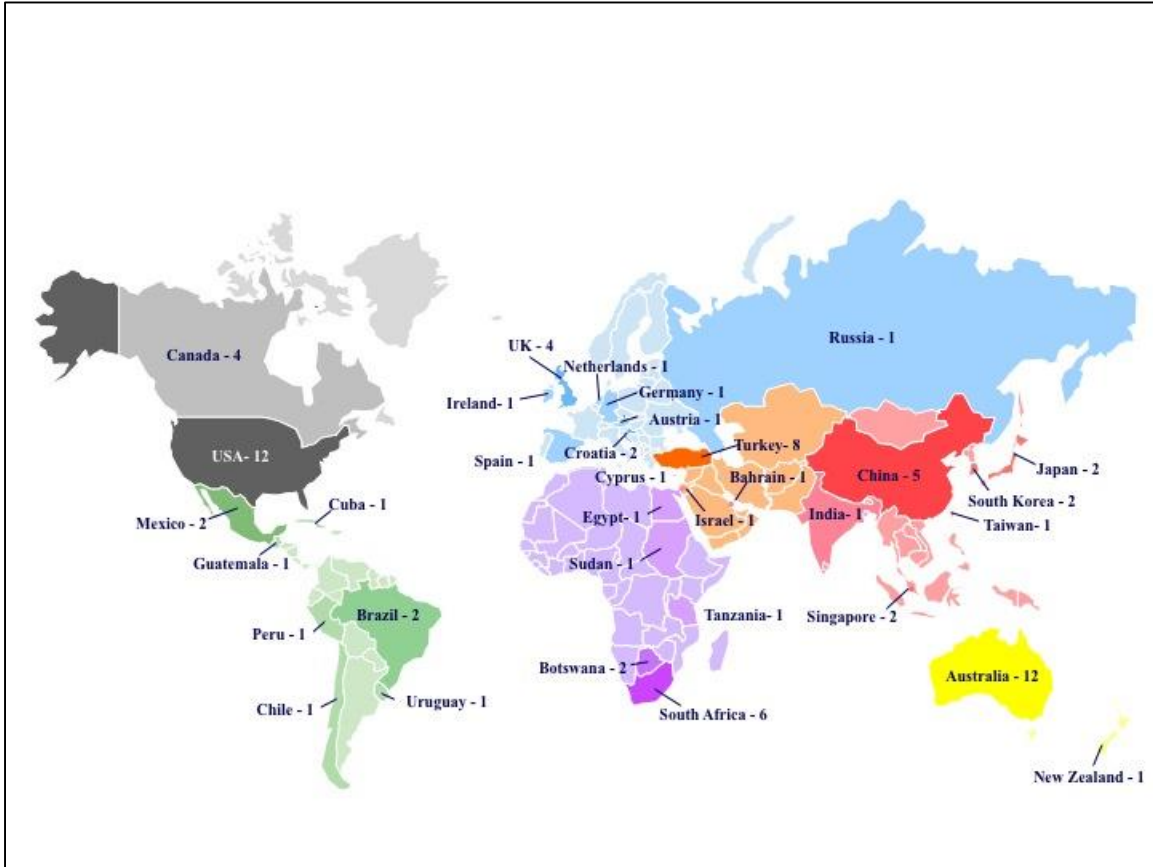 Russia - 1
UK - 4
Canada - 4
Netherlands - 1
Germany - 1
Ireland- 1
Austria - 1
Turkey- 8
USA- 12
Croatia - 2
Spain - 1
Japan - 2
Cyprus - 1
Bahrain - 1
China - 5
South Korea - 2
Cuba - 1
Mexico - 2
Egypt- 1
Israel - 1
India- 1
Taiwan- 1
Guatemala - 1
Sudan - 1
Brazil - 2
Tanzania- 1
Singapore - 2
Peru - 1
Botswana - 2
Australia - 12
Chile - 1
Uruguay - 1
South Africa - 6
New Zealand - 1